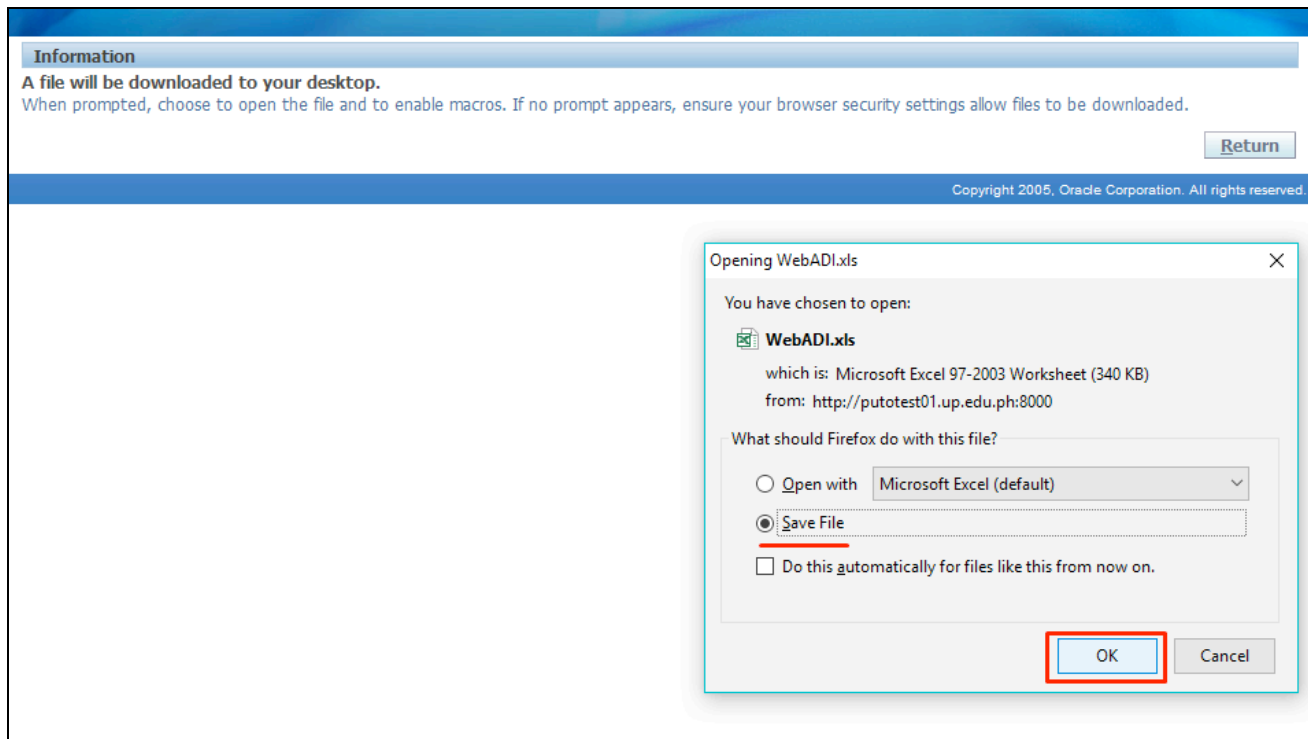 Information
A file will be downloaded to your desktop.
When prompted, choose to open the file and to enable macros. If no prompt appears, ensure your browser security settings allow files to be downloaded.
Return
Copyright 2005, Oracle Corporation. All rights reserved.
Opening WebADI.xls
You have chosen to open:
WebADI.xls
which is: Microsoft Excel 97-2003 Worksheet (340 KB)
from: http://putotest01.up.edu.ph:8000
What should Firefox do with this file?
Open with Microsoft Excel (default)
Save File
Do this automatically for files like this from now on.
OK Cancel